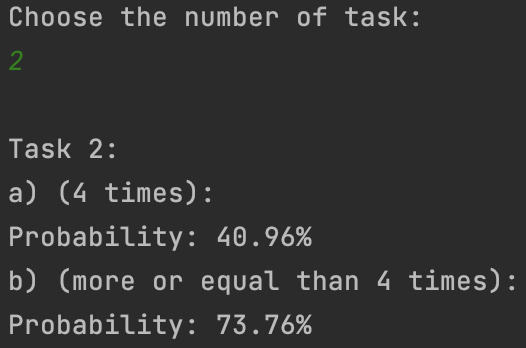 Choose the number of task:
2
Task 2:
a) (4 times):
Probability: 40.96%
b) (more or equal than 4 times):
Probability: 73.76%